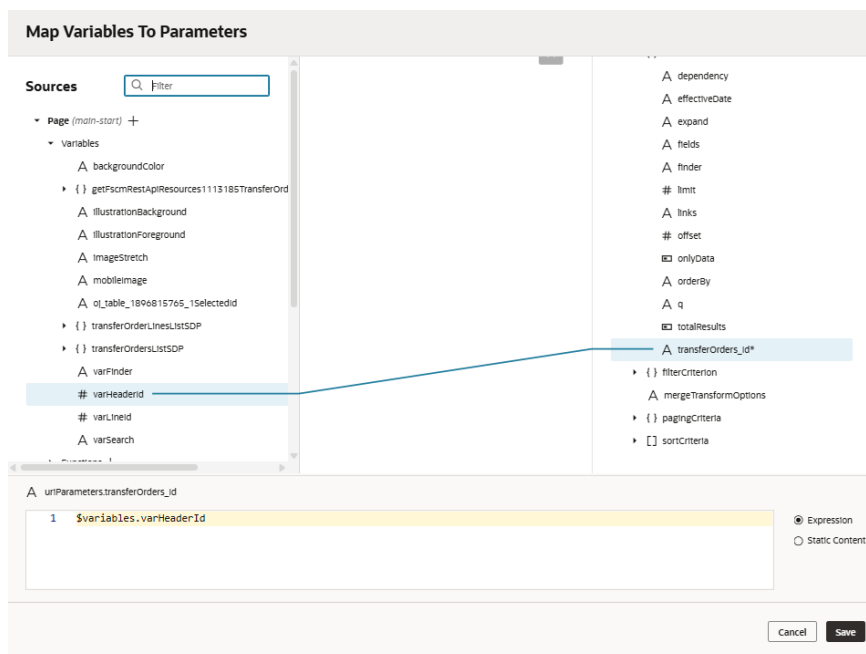 Map Variables To Parameters
Sources
Filter
Page (main-start)
Variables
backgroundColor
{ } getFscmRestApiResources1113185TransferOrd
illustrationBackground
illustrationForeground
imageStretch
mobileImage
oj_table_1896815765_1SelectedId
{ } transferOrderLinesListSDP
{ } transferOrdersListSDP
A varFinder
# varHeaderId
# varLineId
A varSearch
A dependency
A effectiveDate
A expand
A fields
A finder
# limit
A links
# offset
onlyData
A orderBy
A q
totalResults
A transferOrders_Id*
{ } filterCriterion
A mergeTransformOptions
{ } pagingCriteria
[] sortCriteria
A uriParameters.transferOrders_Id
1 $variables.varHeaderId
Expression
Static Content
Cancel
Save